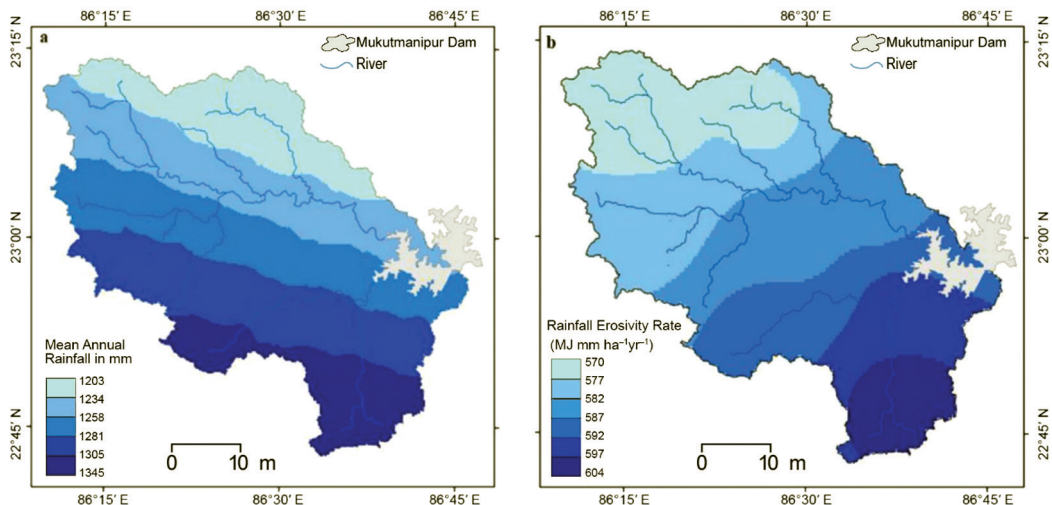 86°15′ E 86°30′ E 86°45′ E
a
Mukutmanipur Dam
River
23°15′ N
23°00′ N
22°45′ N
Mean Annual
Rainfall in mm
1203
1234
1258
1281
1305
1345
0 10 m
86°15′ E 86°30′ E 86°45′ E
86°15′ E 86°30′ E 86°45′ E
b
Mukutmanipur Dam
River
23°15′ N
23°00′ N
22°45′ N
Rainfall Erosivity Rate
(MJ mm ha⁻¹yr⁻¹)
570
577
582
587
592
597
604
0 10 m
86°15′ E 86°30′ E 86°45′ E